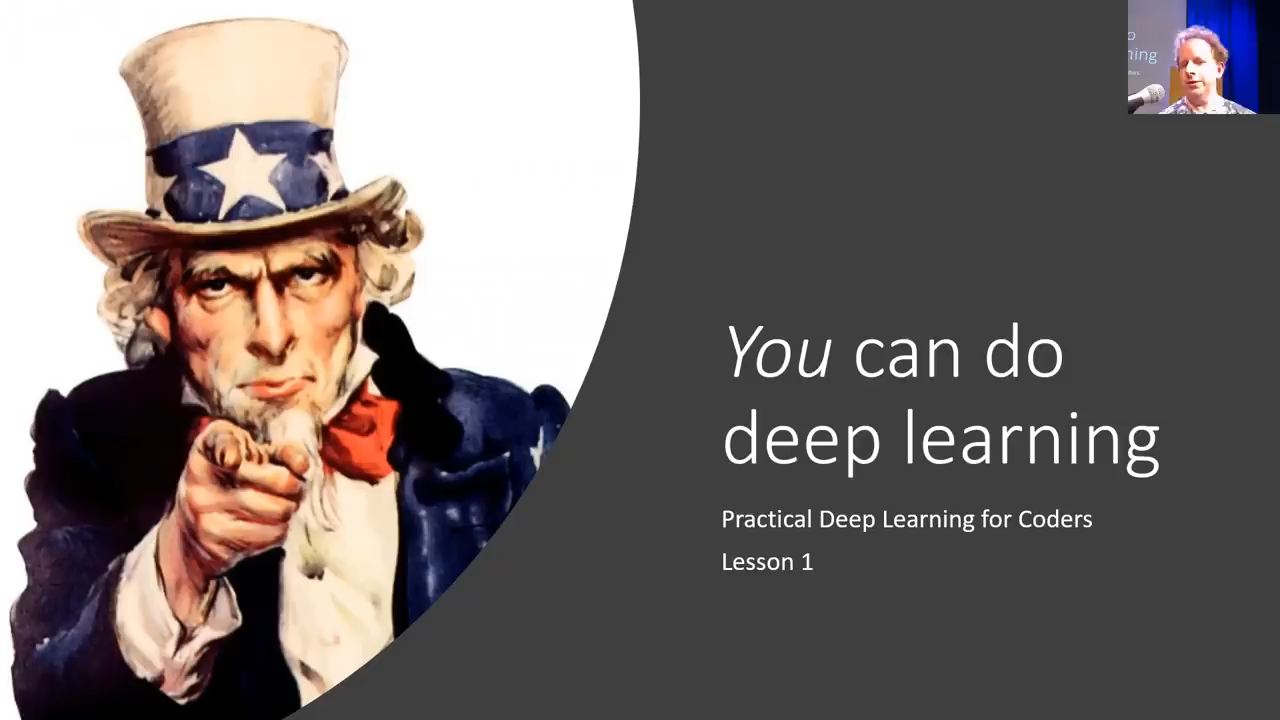 You can do
deep learning
Practical Deep Learning for Coders
Lesson 1